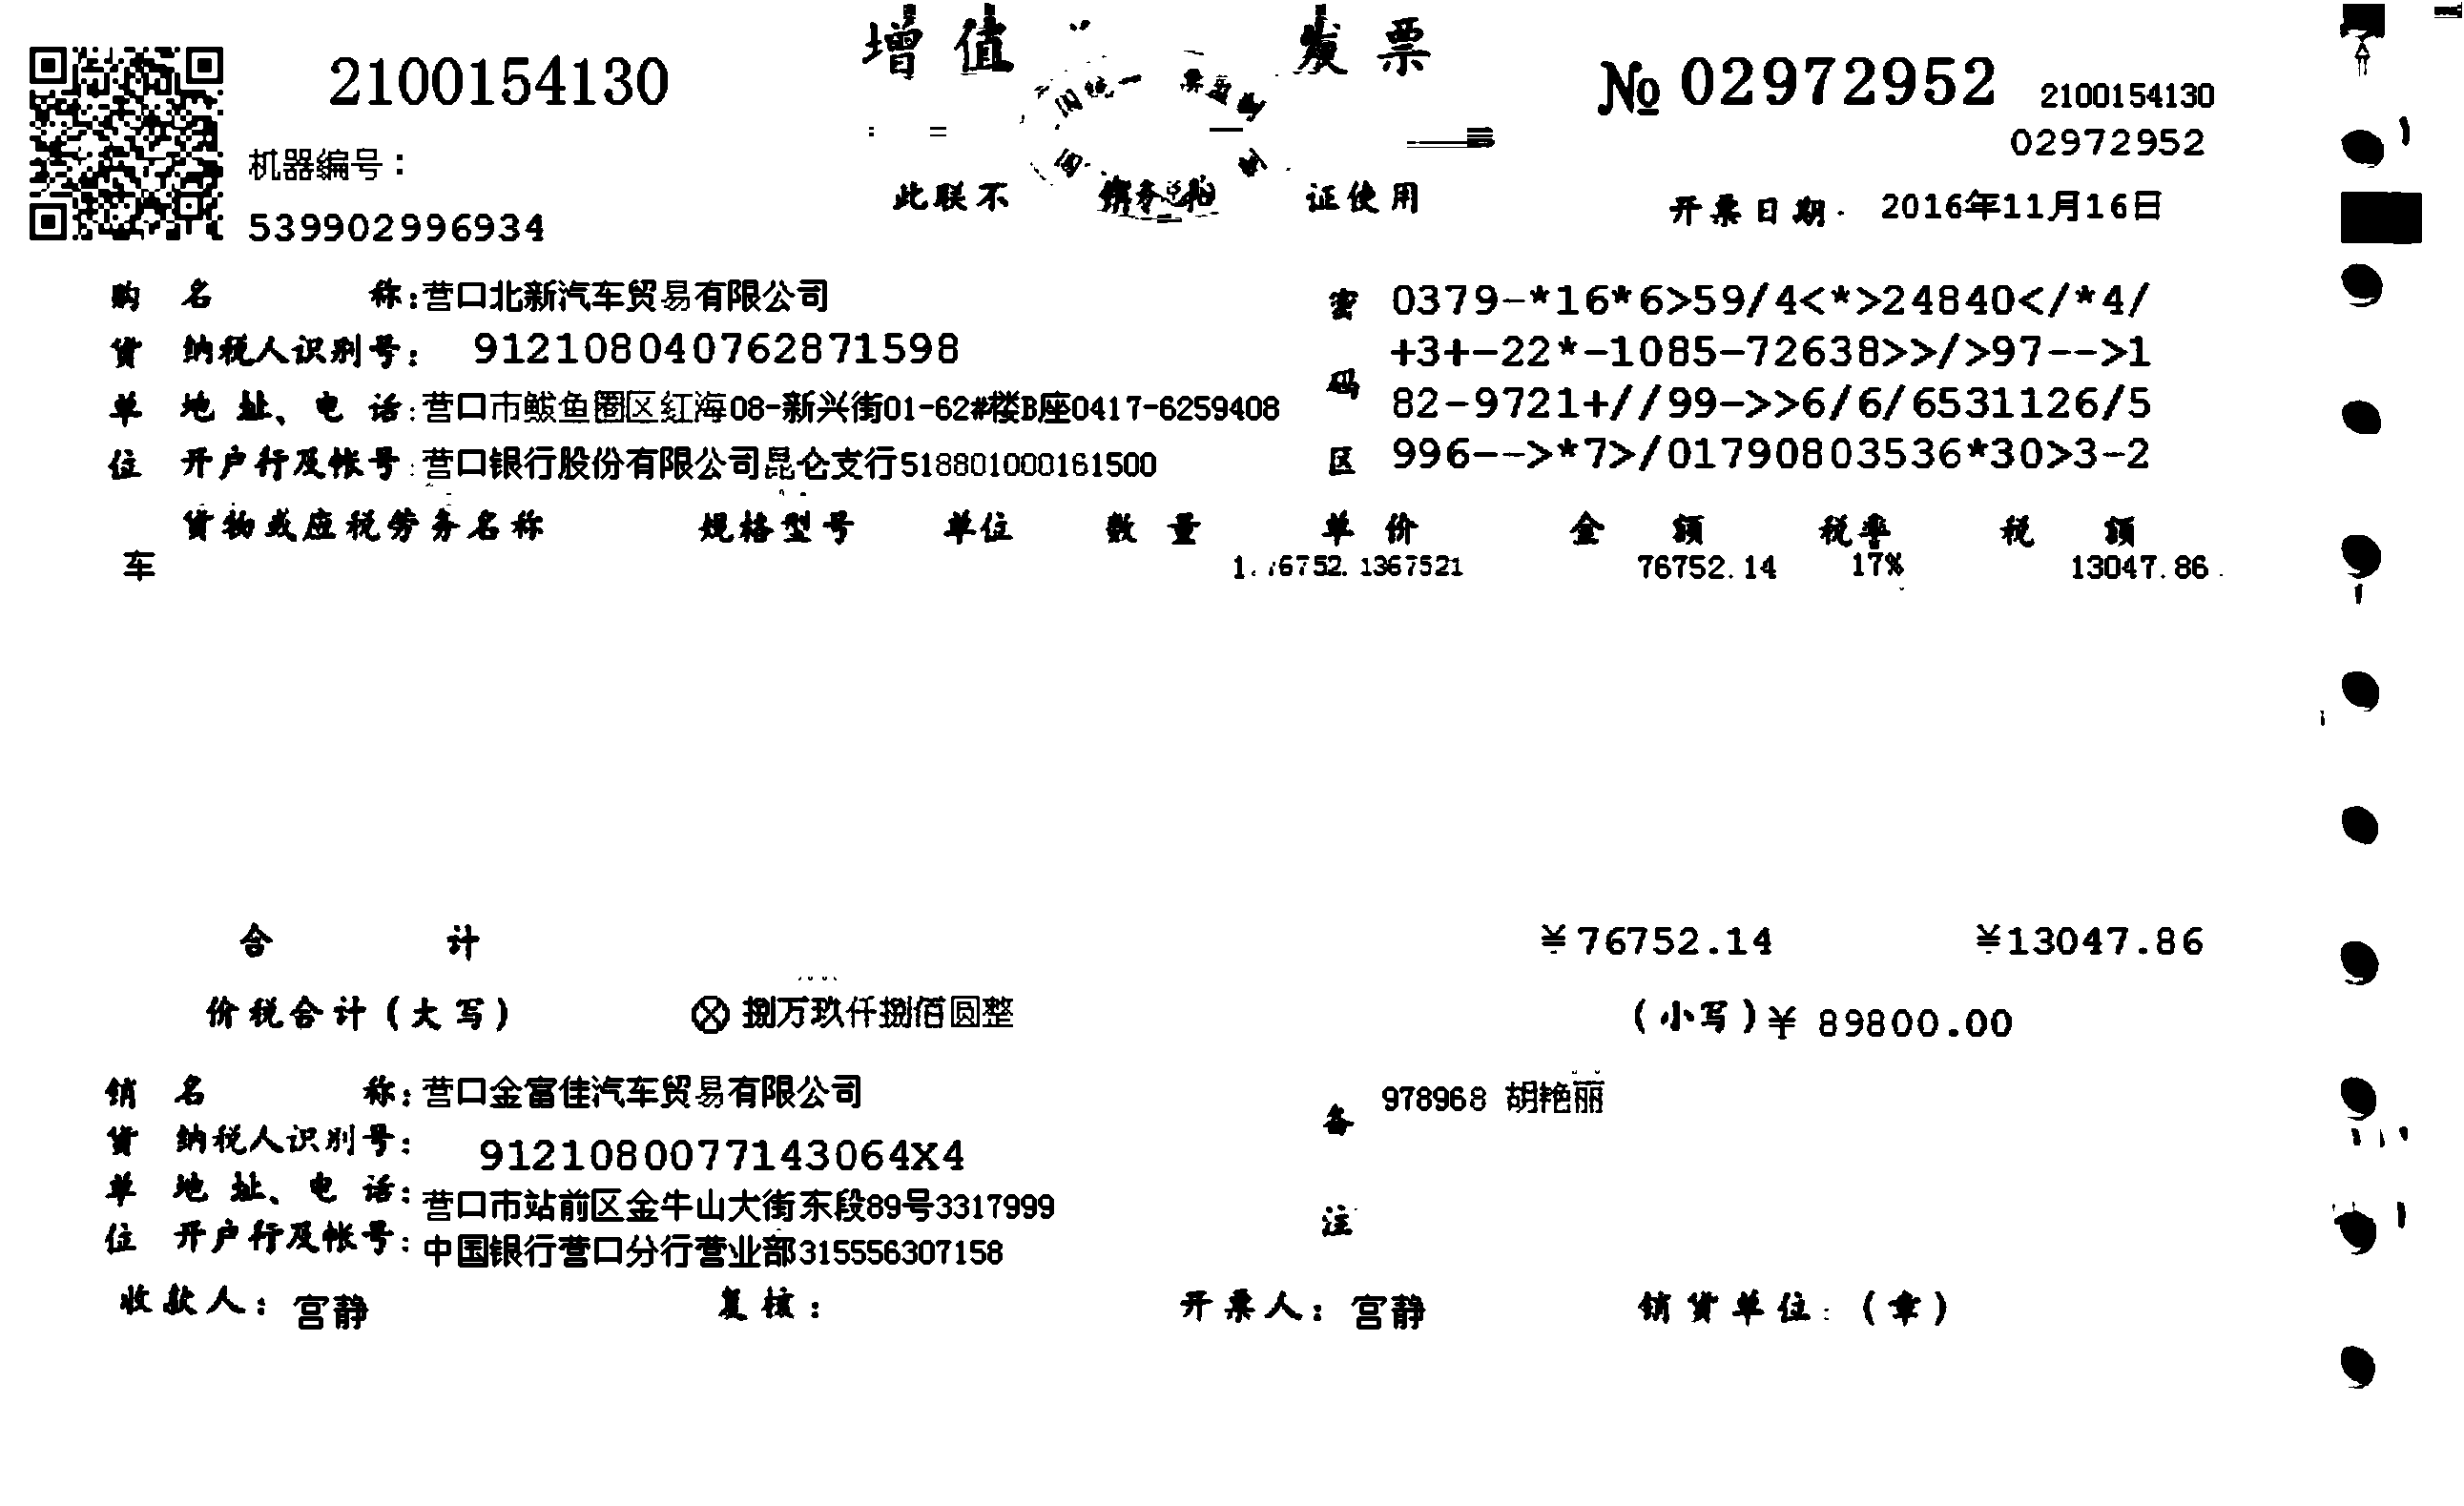 增值 发票
2100154130
№ 02972952 2100154130
02972952
机器编号：
539902996934
此联不 证使用
开票日期 2016年11月16日
购 名 称:营口北新汽车贸易有限公司
货 纳税人识别号: 912108040762871598
单 地址、电话:营口市鲅鱼圈区红海08-新兴街01-62#楼B座0417-6259408
位 开户行及帐号:营口银行股份有限公司昆仑支行518801000161500
密 0379-*16*6>59/4<*>24840</*4/
+3+-22*-1085-72638>>/>97-->1
码 82-9721+//99->>6/6/6531126/5
区 996-->*7>/01790803536*30>3-2
货物或应税劳务名称 规格型号 单位 数量 单价 金额 税率 税额
车 76752.14 17% 13047.86
合 计 ¥76752.14 ¥13047.86
价税合计(大写) ⊗捌万玖仟捌佰圆整 (小写)¥ 89800.00
销 名 称:营口金富佳汽车贸易有限公司
货 纳税人识别号: 9121080077143064X4
单 地址、电话:营口市站前区金牛山大街东段89号3317999
位 开户行及帐号:中国银行营口分行营业部315556307158
备 978968 胡艳丽
注
收款人: 宫静 复核: 开票人: 宫静 销货单位:(章)